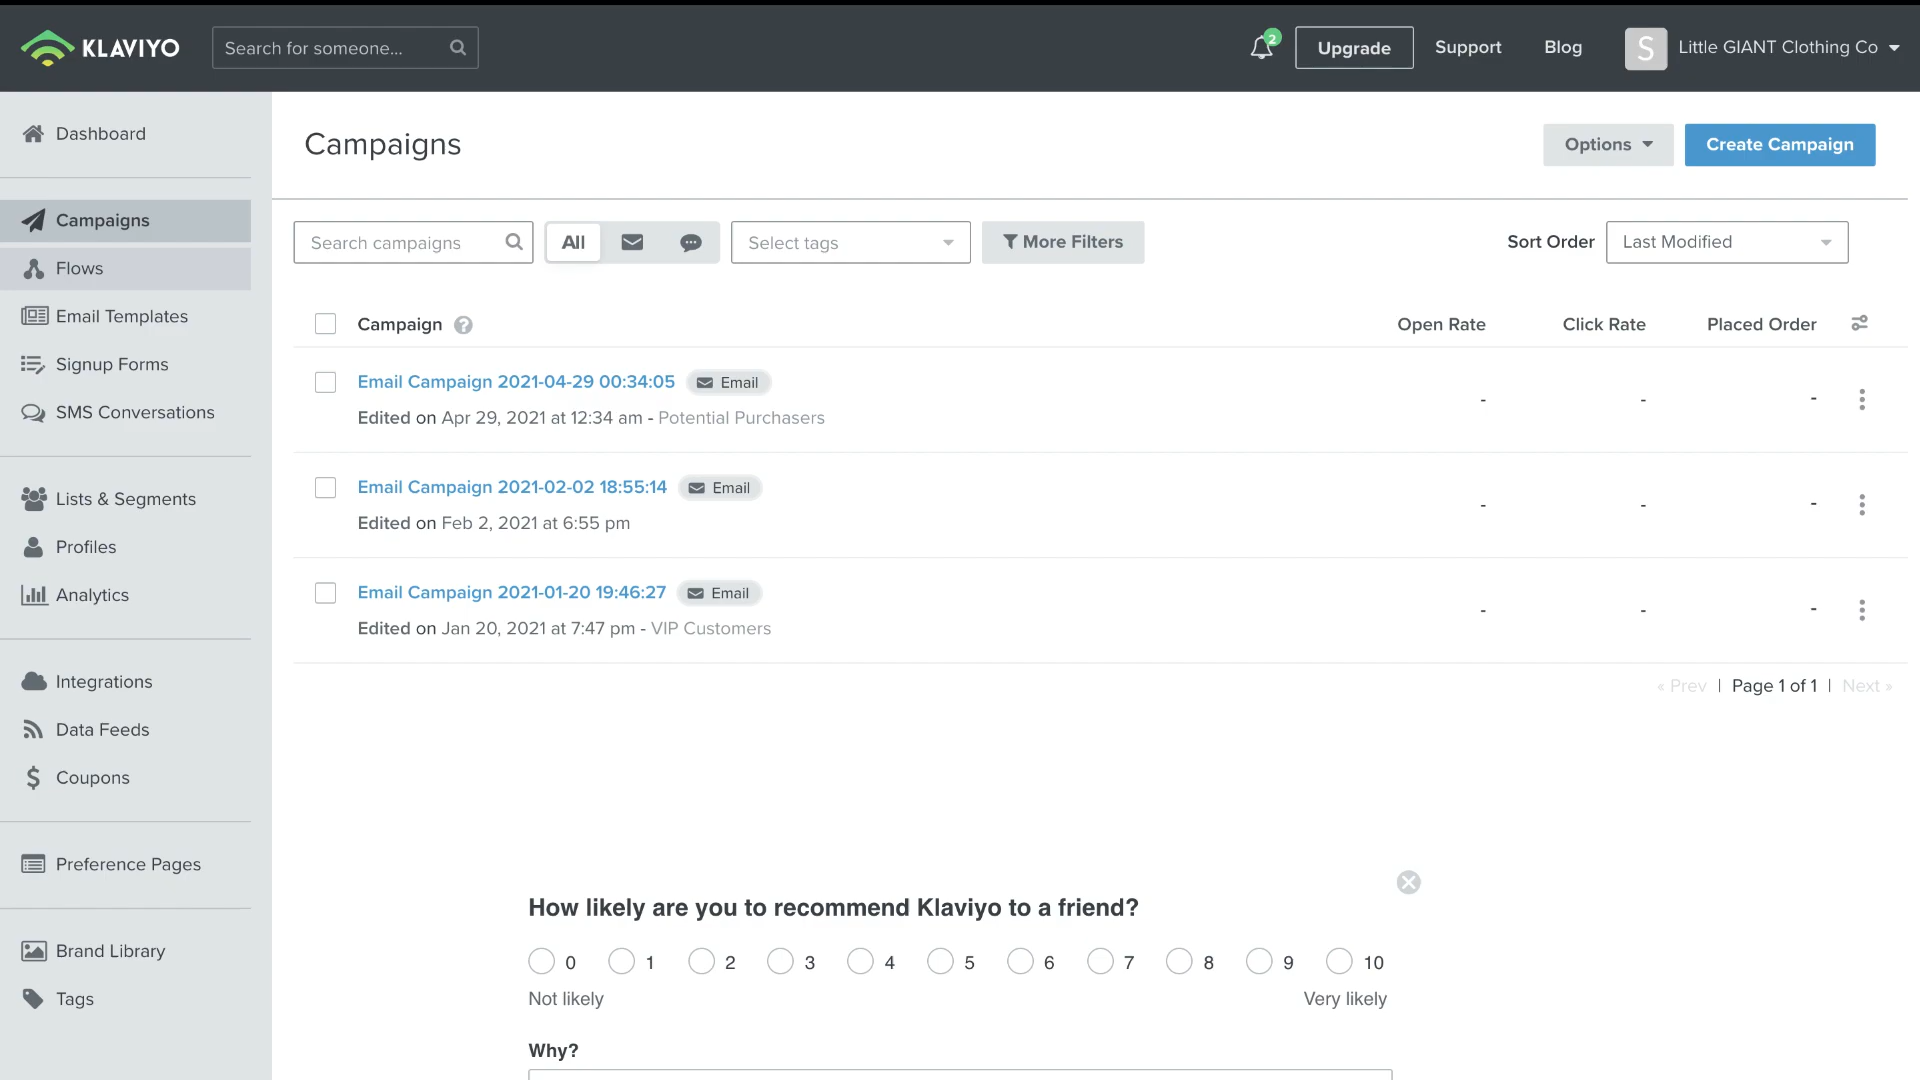 KLAVIYO
Search for someone...
2
Upgrade
Support
Blog
S
Little GIANT Clothing Co
Dashboard
Campaigns
Flows
Email Templates
Signup Forms
SMS Conversations
Lists & Segments
Profiles
Analytics
Integrations
Data Feeds
Coupons
Preference Pages
Brand Library
Tags
Campaigns
Options
Create Campaign
Search campaigns
All
Select tags
More Filters
Sort Order
Last Modified
Campaign ?
Open Rate
Click Rate
Placed Order
Email Campaign 2021-04-29 00:34:05 Email
Edited on Apr 29, 2021 at 12:34 am - Potential Purchasers
- - -
Email Campaign 2021-02-02 18:55:14 Email
Edited on Feb 2, 2021 at 6:55 pm
- - -
Email Campaign 2021-01-20 19:46:27 Email
Edited on Jan 20, 2021 at 7:47 pm - VIP Customers
- - -
« Prev | Page 1 of 1 | Next »
How likely are you to recommend Klaviyo to a friend?
0 1 2 3 4 5 6 7 8 9 10
Not likely Very likely
Why?